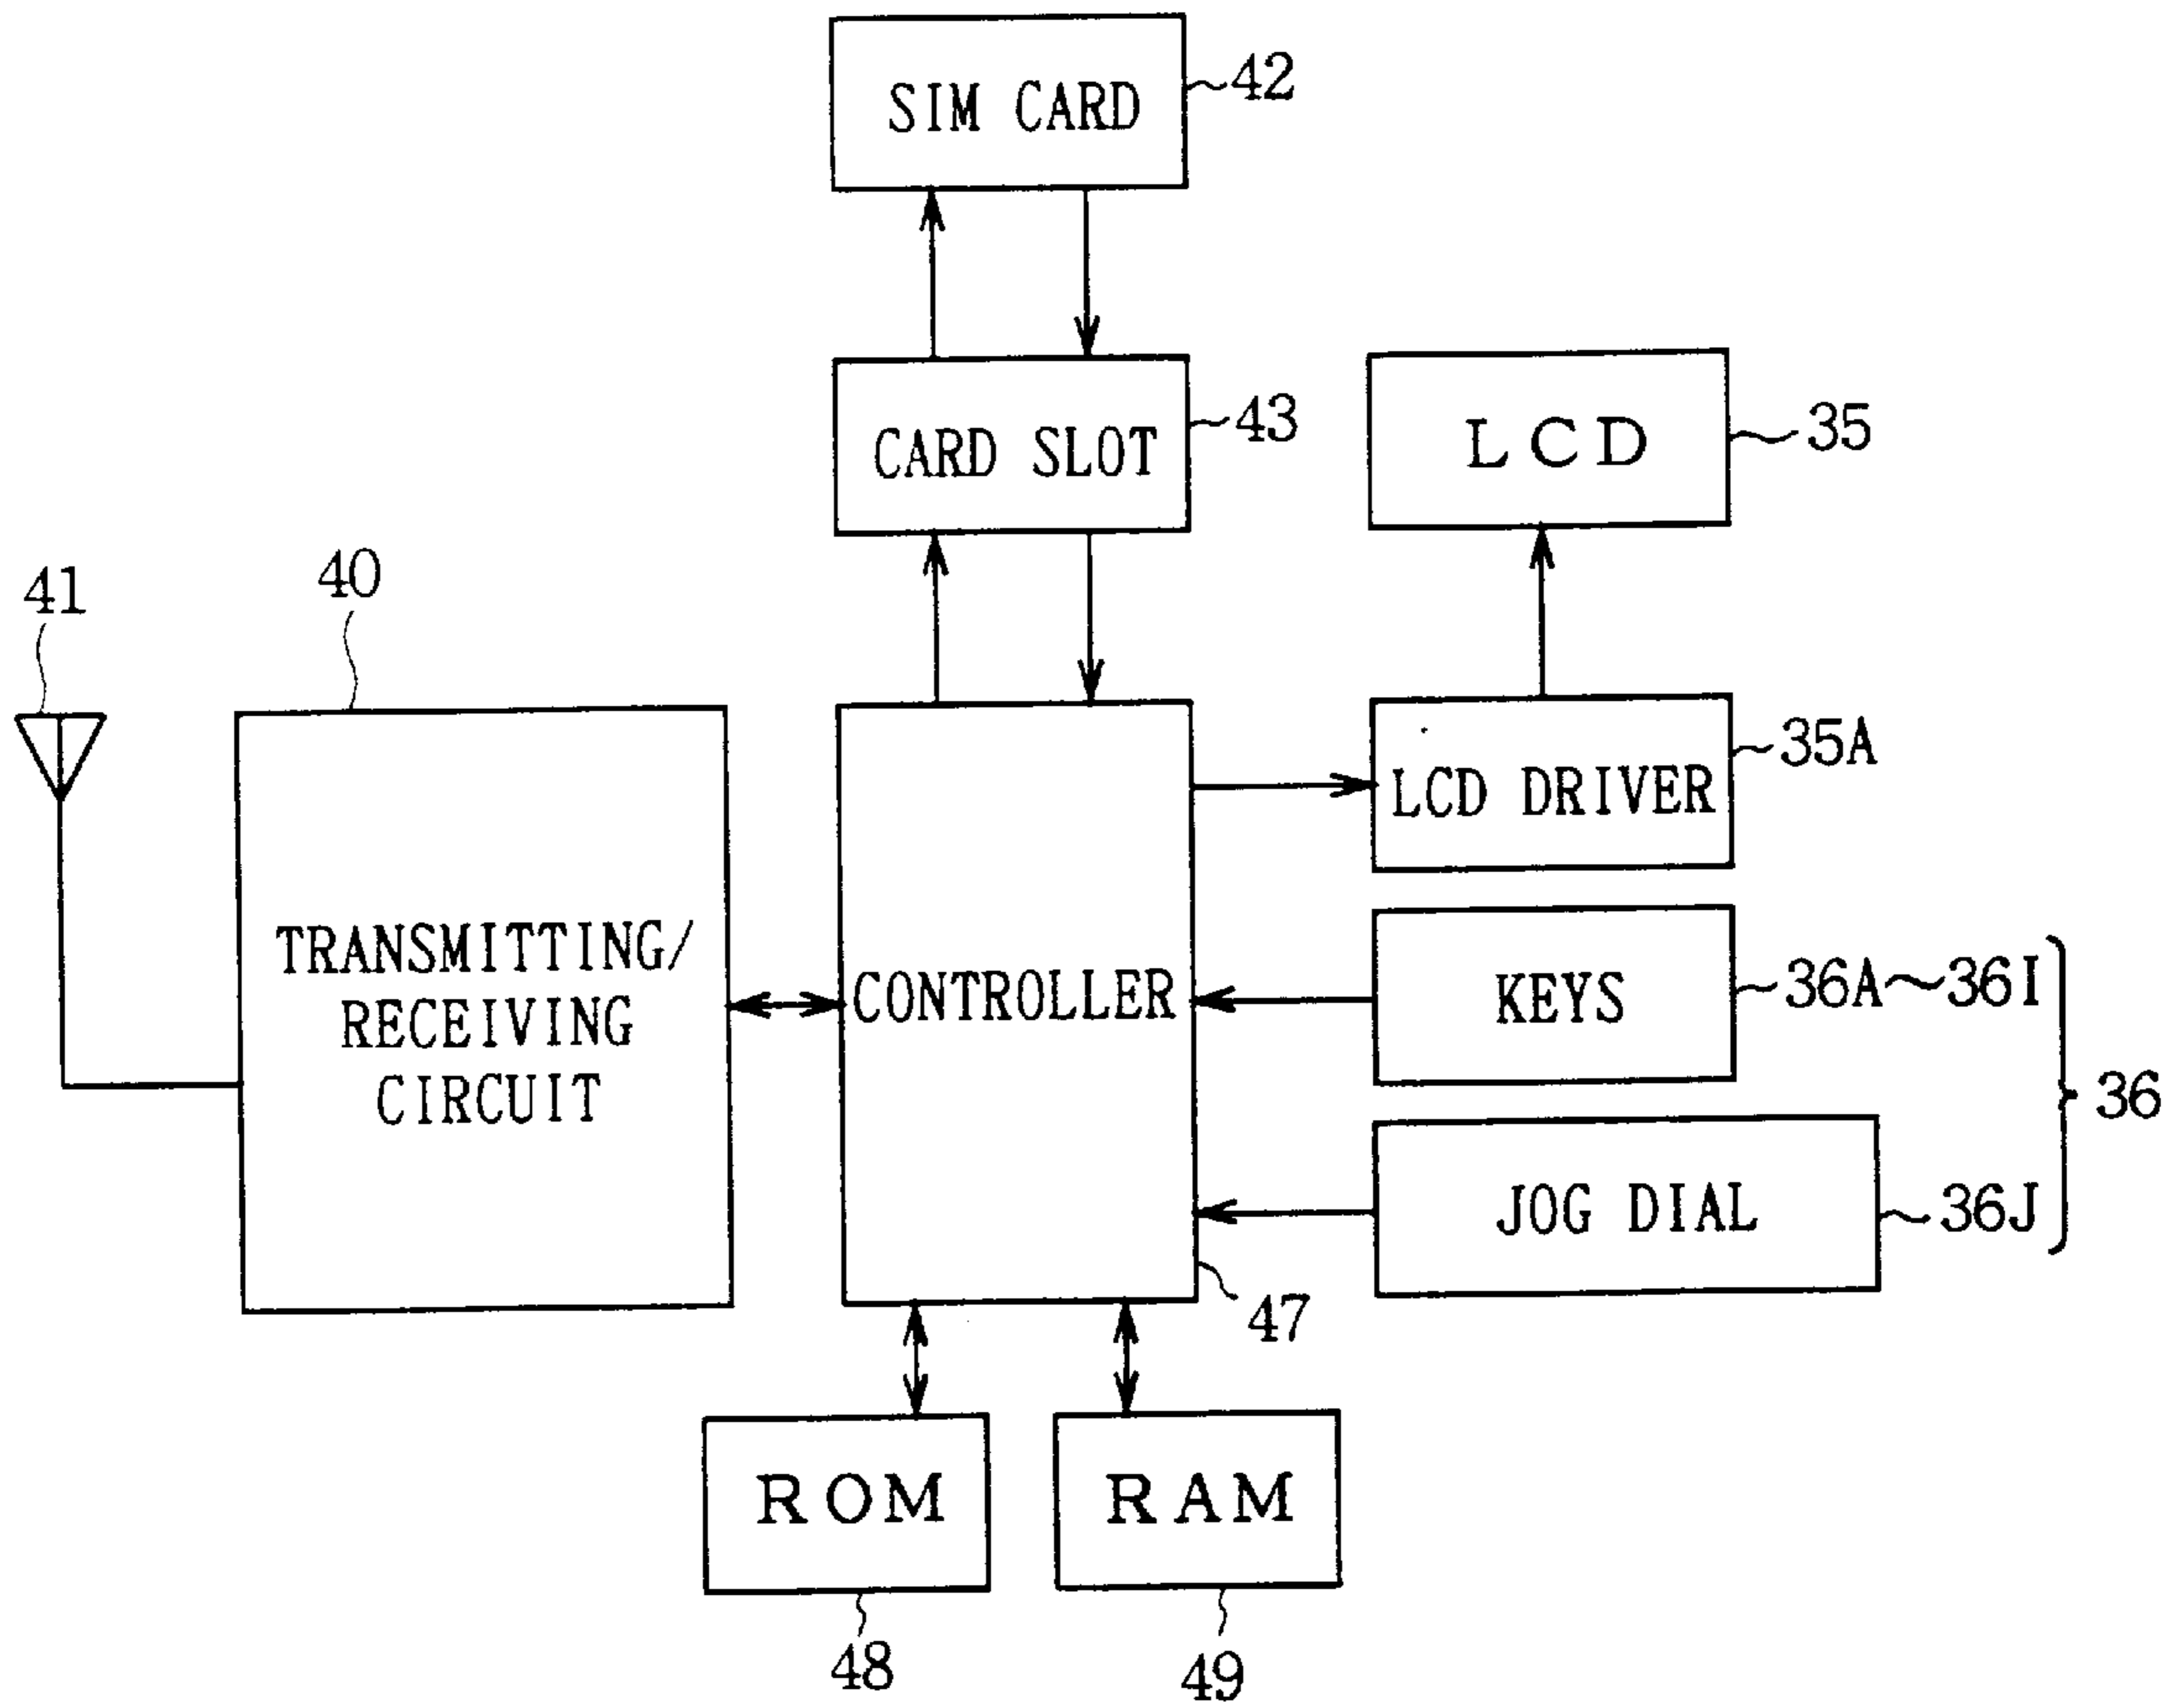 SIM CARD
42
CARD SLOT
43
LCD
35
41
40
LCD DRIVER
35A
TRANSMITTING/
RECEIVING
CIRCUIT
CONTROLLER
47
KEYS
36A～36I
JOG DIAL
36J
36
ROM
48
RAM
49